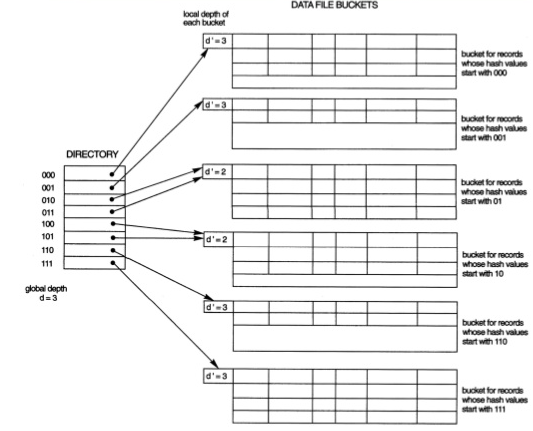 DATA FILE BUCKETS
local depth of
each bucket
d'=3
bucket for records
whose hash values
start with 000
d'=3
bucket for records
whose hash values
start with 001
DIRECTORY
000
001
010
011
100
101
110
111
global depth
d = 3
d'=2
bucket for records
whose hash values
start with 01
d'=2
bucket for records
whose hash values
start with 10
d'=3
bucket for records
whose hash values
start with 110
d'=3
bucket for records
whose hash values
start with 111